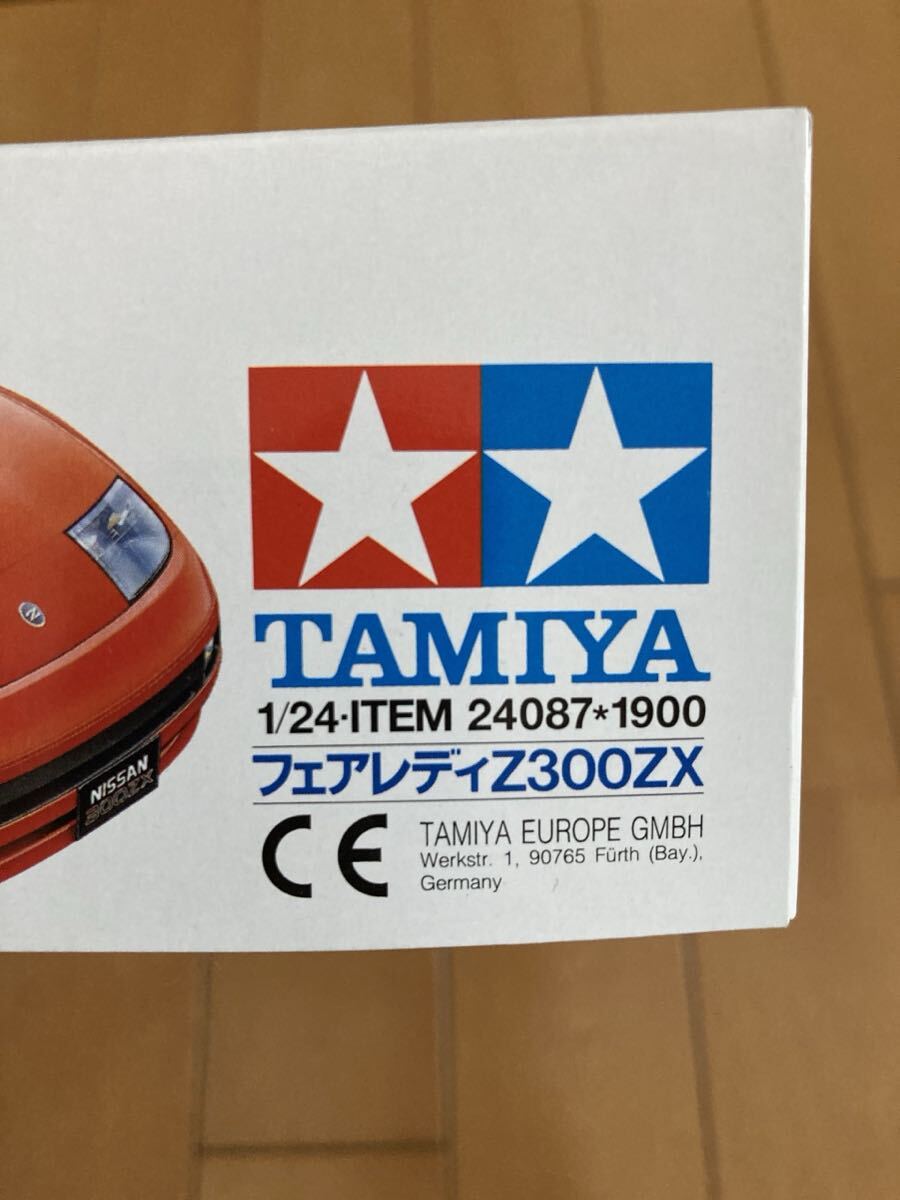 TAMIYA
1/24·ITEM 24087*1900
フェアレディZ300ZX
CE
TAMIYA EUROPE GMBH
Werkstr. 1, 90765 Fürth (Bay.),
Germany
N
NISSAN
300ZX